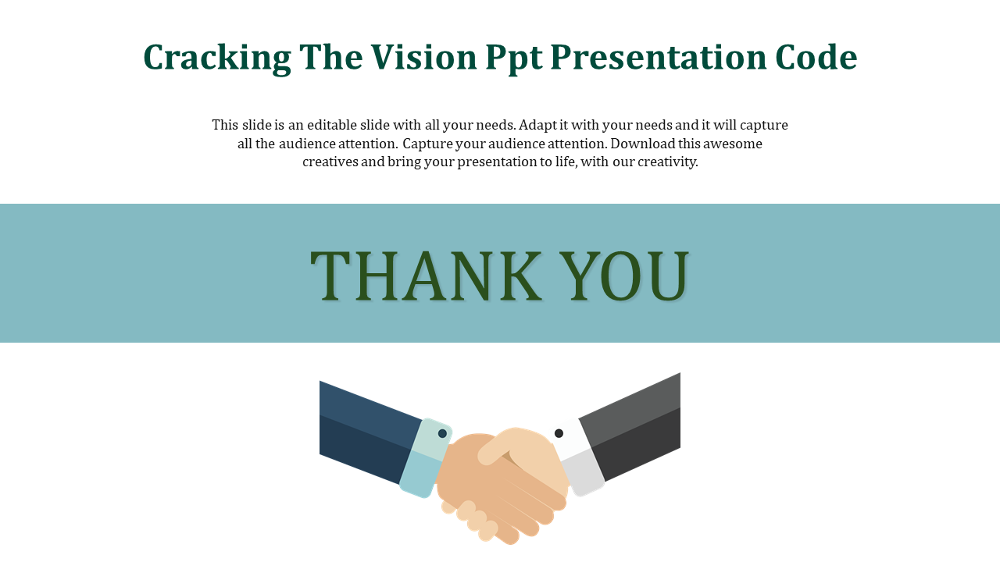 Cracking The Vision Ppt Presentation Code
This slide is an editable slide with all your needs. Adapt it with your needs and it will capture
all the audience attention. Capture your audience attention. Download this awesome
creatives and bring your presentation to life, with our creativity.
THANK YOU